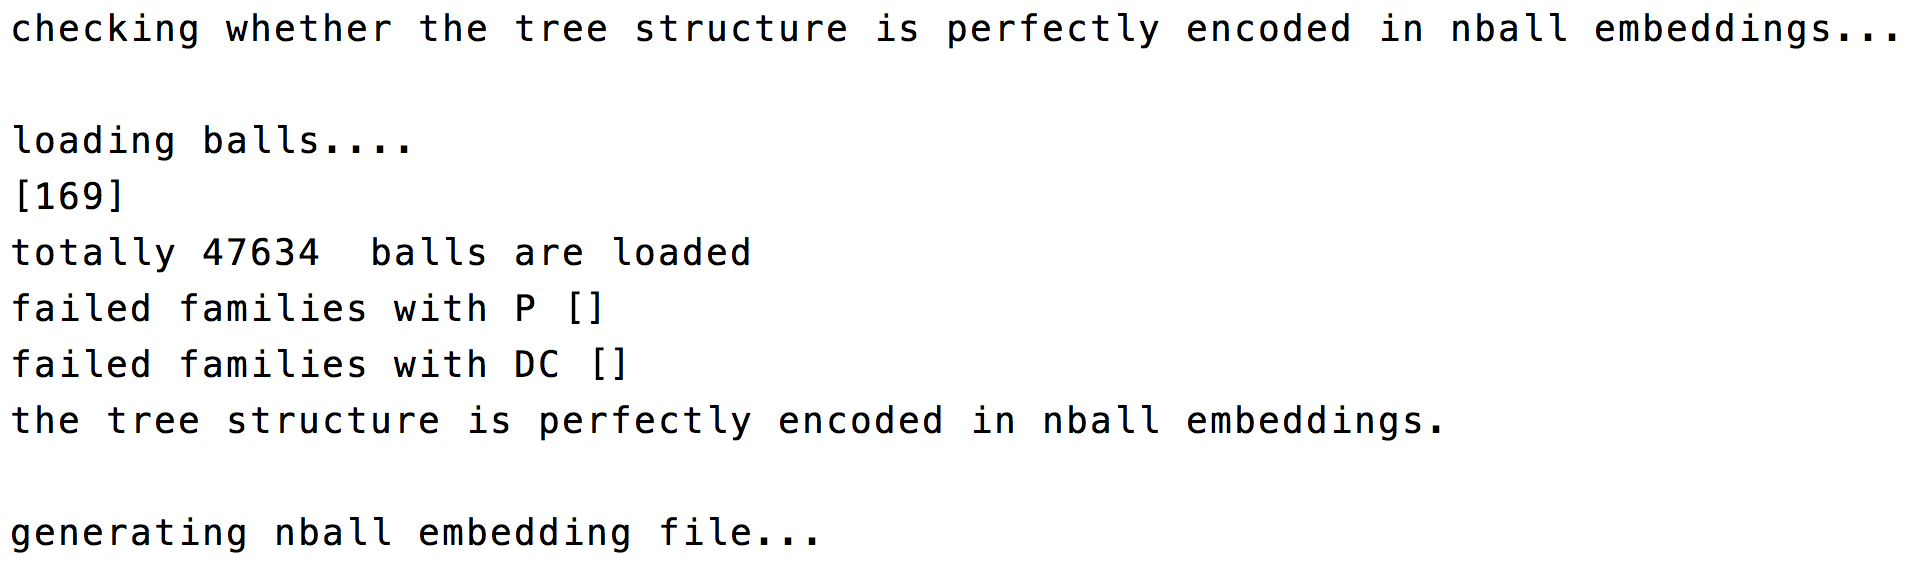 checking whether the tree structure is perfectly encoded in nball embeddings...
loading balls....
[169]
totally 47634  balls are loaded
failed families with P []
failed families with DC []
the tree structure is perfectly encoded in nball embeddings.
generating nball embedding file...